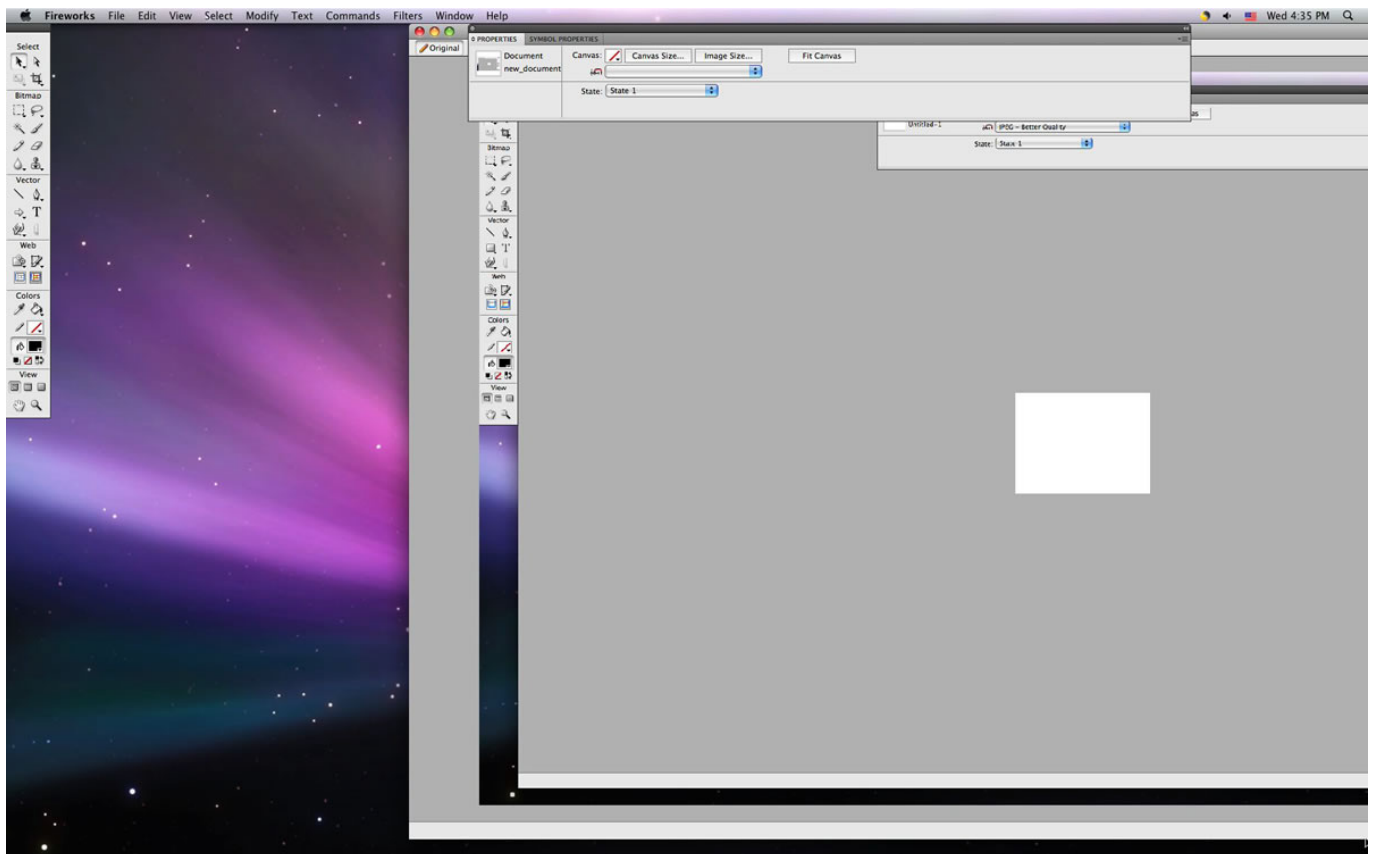 Fireworks File Edit View Select Modify Text Commands Filters Window Help Wed 4:35 PM
Select
Bitmap
Vector
T
Web
Colors
View
Original
PROPERTIES SYMBOL PROPERTIES
Document
new_document
Canvas: Canvas Size... Image Size... Fit Canvas
State: State 1
Bitmap
Vector
T
Web
Colors
View
Untitled-1
JPEG - Better Quality
State: State 1
as